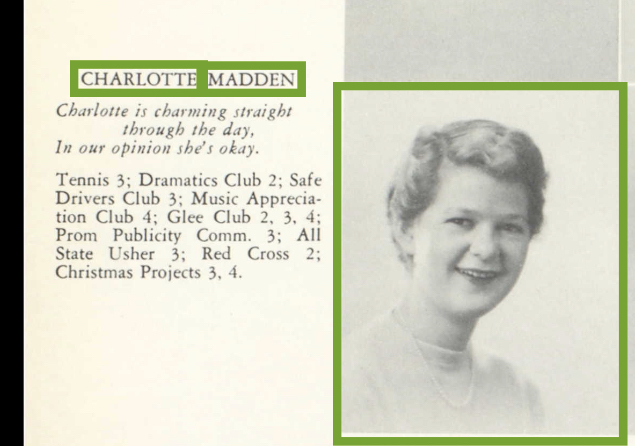 CHARLOTTE MADDEN
Charlotte is charming straight
through the day,
In our opinion she's okay.
Tennis 3; Dramatics Club 2; Safe
Drivers Club 3; Music Apprecia-
tion Club 4; Glee Club 2, 3, 4;
Prom Publicity Comm. 3; All
State Usher 3; Red Cross 2;
Christmas Projects 3, 4.